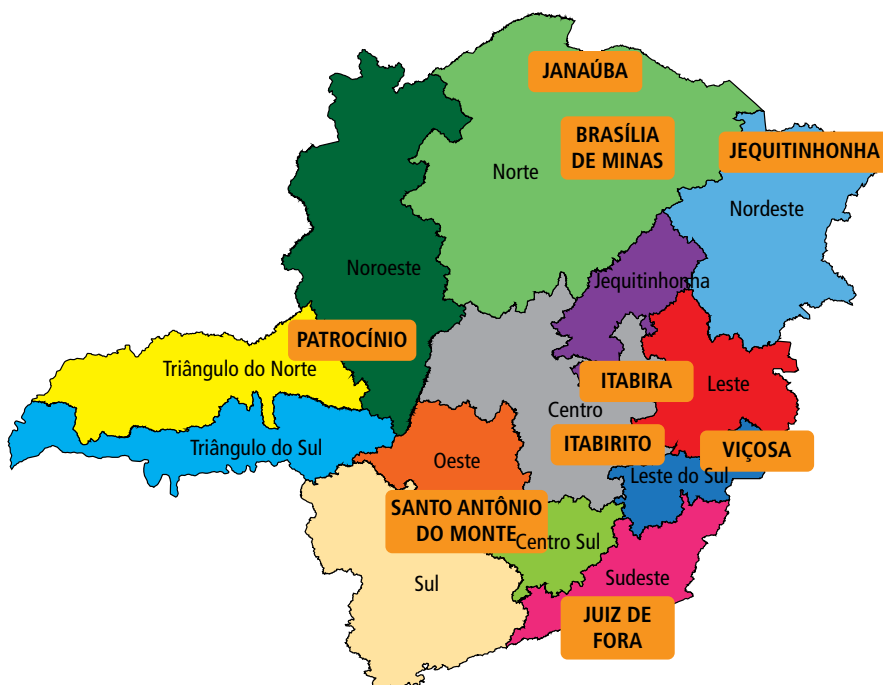 JANAÚBA
BRASÍLIA
DE MINAS
JEQUITINHONHA
Norte
Nordeste
Noroeste
Jequitinhonha
PATROCÍNIO
Triângulo do Norte
ITABIRA
Leste
Centro
Triângulo do Sul
ITABIRITO
VIÇOSA
Oeste
Leste do Sul
SANTO ANTÔNIO
DO MONTE
Centro Sul
Sul
Sudeste
JUIZ DE
FORA